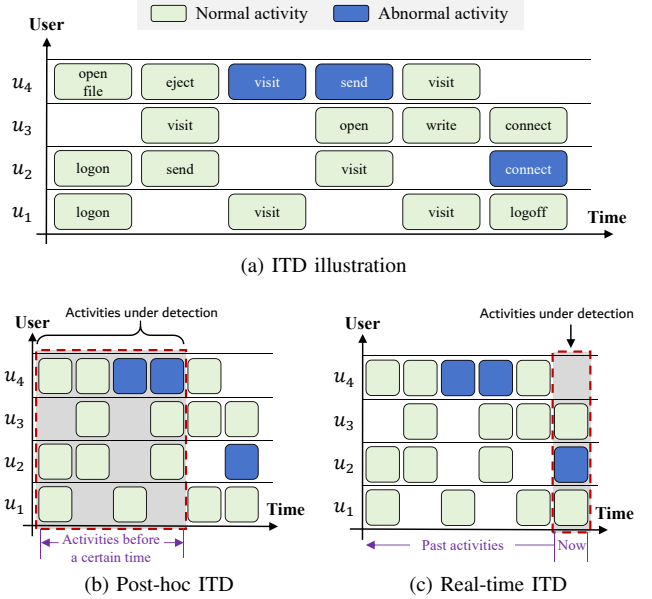 Normal activity Abnormal activity
User
u4 open file eject visit send visit
u3 visit open write connect
u2 logon send visit connect
u1 logon visit visit logoff
Time
(a) ITD illustration
Activities under detection
User
u4
u3
u2
u1
Time
Activities before
a certain time
(b) Post-hoc ITD
Activities under detection
User
u4
u3
u2
u1
Time
Past activities Now
(c) Real-time ITD